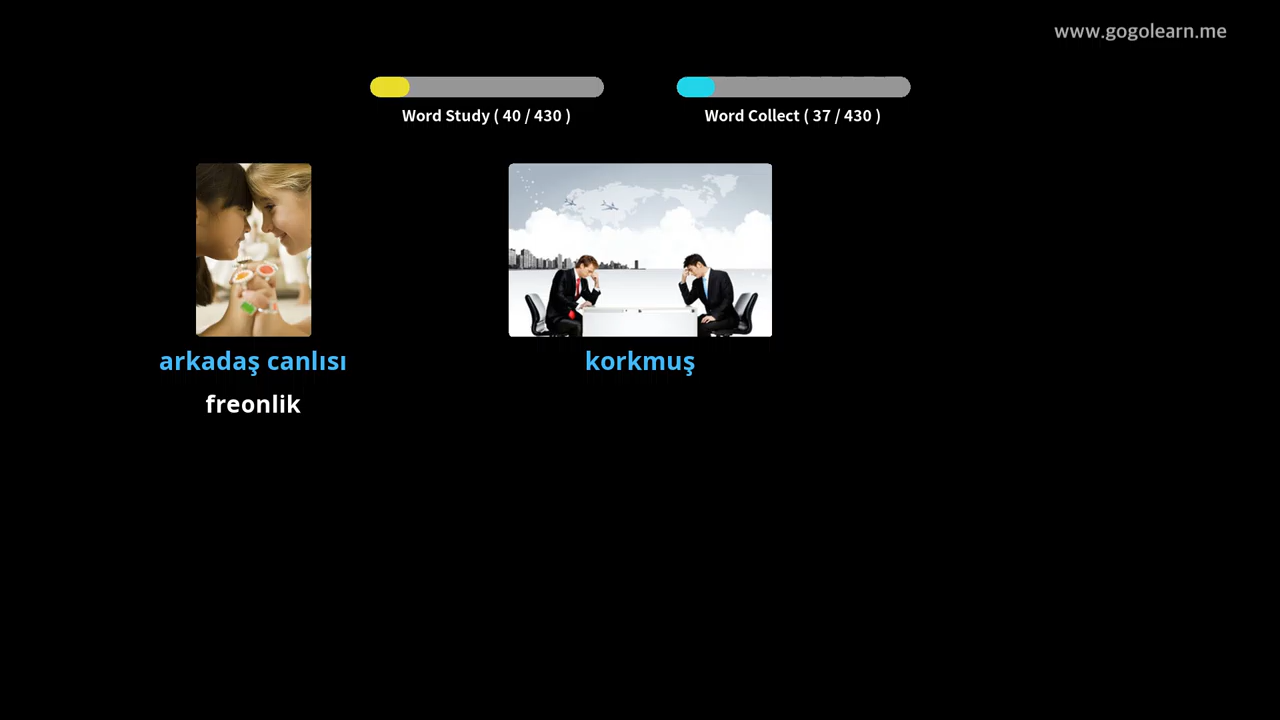 www.gogolearn.me
Word Study ( 40 / 430 )
Word Collect ( 37 / 430 )
arkadaş canlısı
korkmuş
freonlik